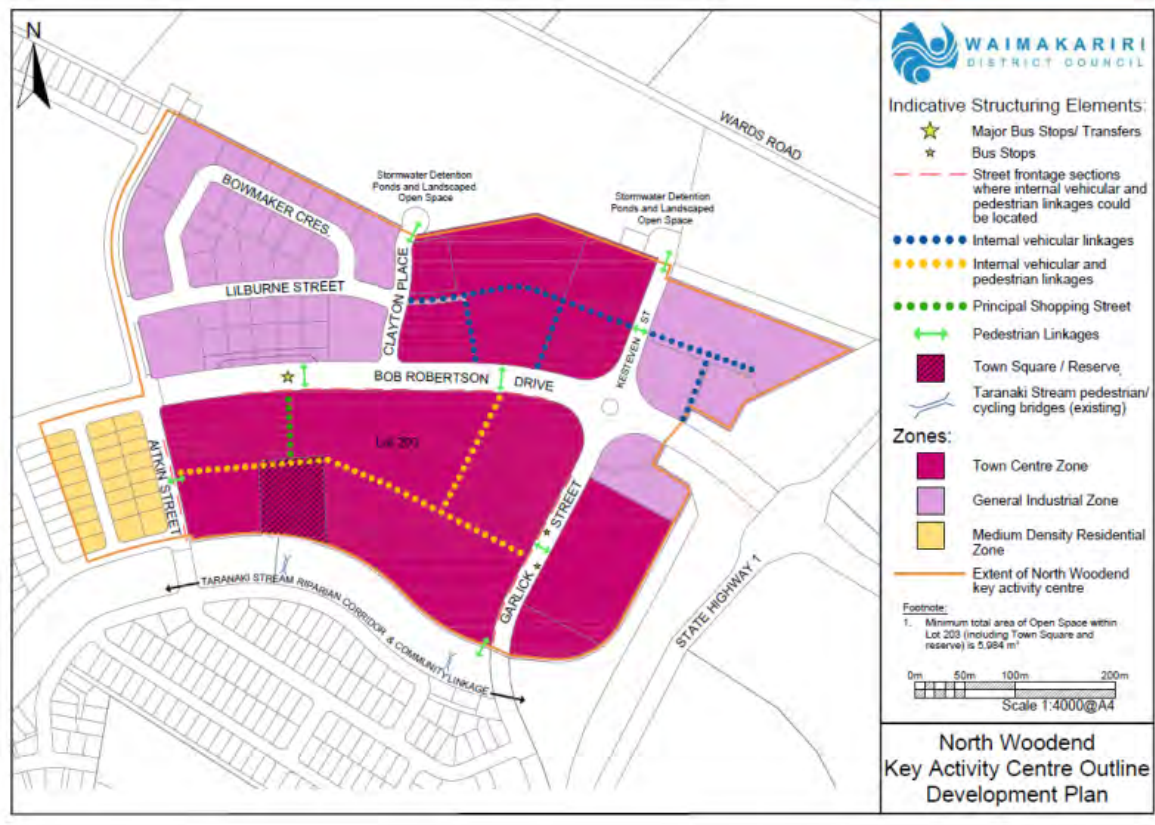 N
WARDS ROAD
Stormwater Detention
Ponds and Landscaped
Open Space
Stormwater Detention
Ponds and Landscaped
Open Space
BOWMAKER CRES.
CLAYTON PLACE
LILBURNE STREET
KESTEVEN ST
BOB ROBERTSON DRIVE
AITKIN STREET
GARLICK STREET
STATE HIGHWAY 1
TARANAKI STREAM RIPARIAN CORRIDOR & COMMUNITY LINKAGE
WAIMAKARIRI
DISTRICT COUNCIL
Indicative Structuring Elements:
Major Bus Stops/ Transfers
Bus Stops
Street frontage sections
where internal vehicular and
pedestrian linkages could
be located
Internal vehicular linkages
Internal vehicular and
pedestrian linkages
Principal Shopping Street
Pedestrian Linkages
Town Square / Reserve
Taranaki Stream pedestrian/
cycling bridges (existing)
Zones:
Town Centre Zone
General Industrial Zone
Medium Density Residential
Zone
Extent of North Woodend
key activity centre
Footnote:
1. Minimum total area of Open Space within
Lot 203 (including Town Square and
reserve) is 5,984 m²
0m 50m 100m 200m
Scale 1:4000@A4
North Woodend
Key Activity Centre Outline
Development Plan